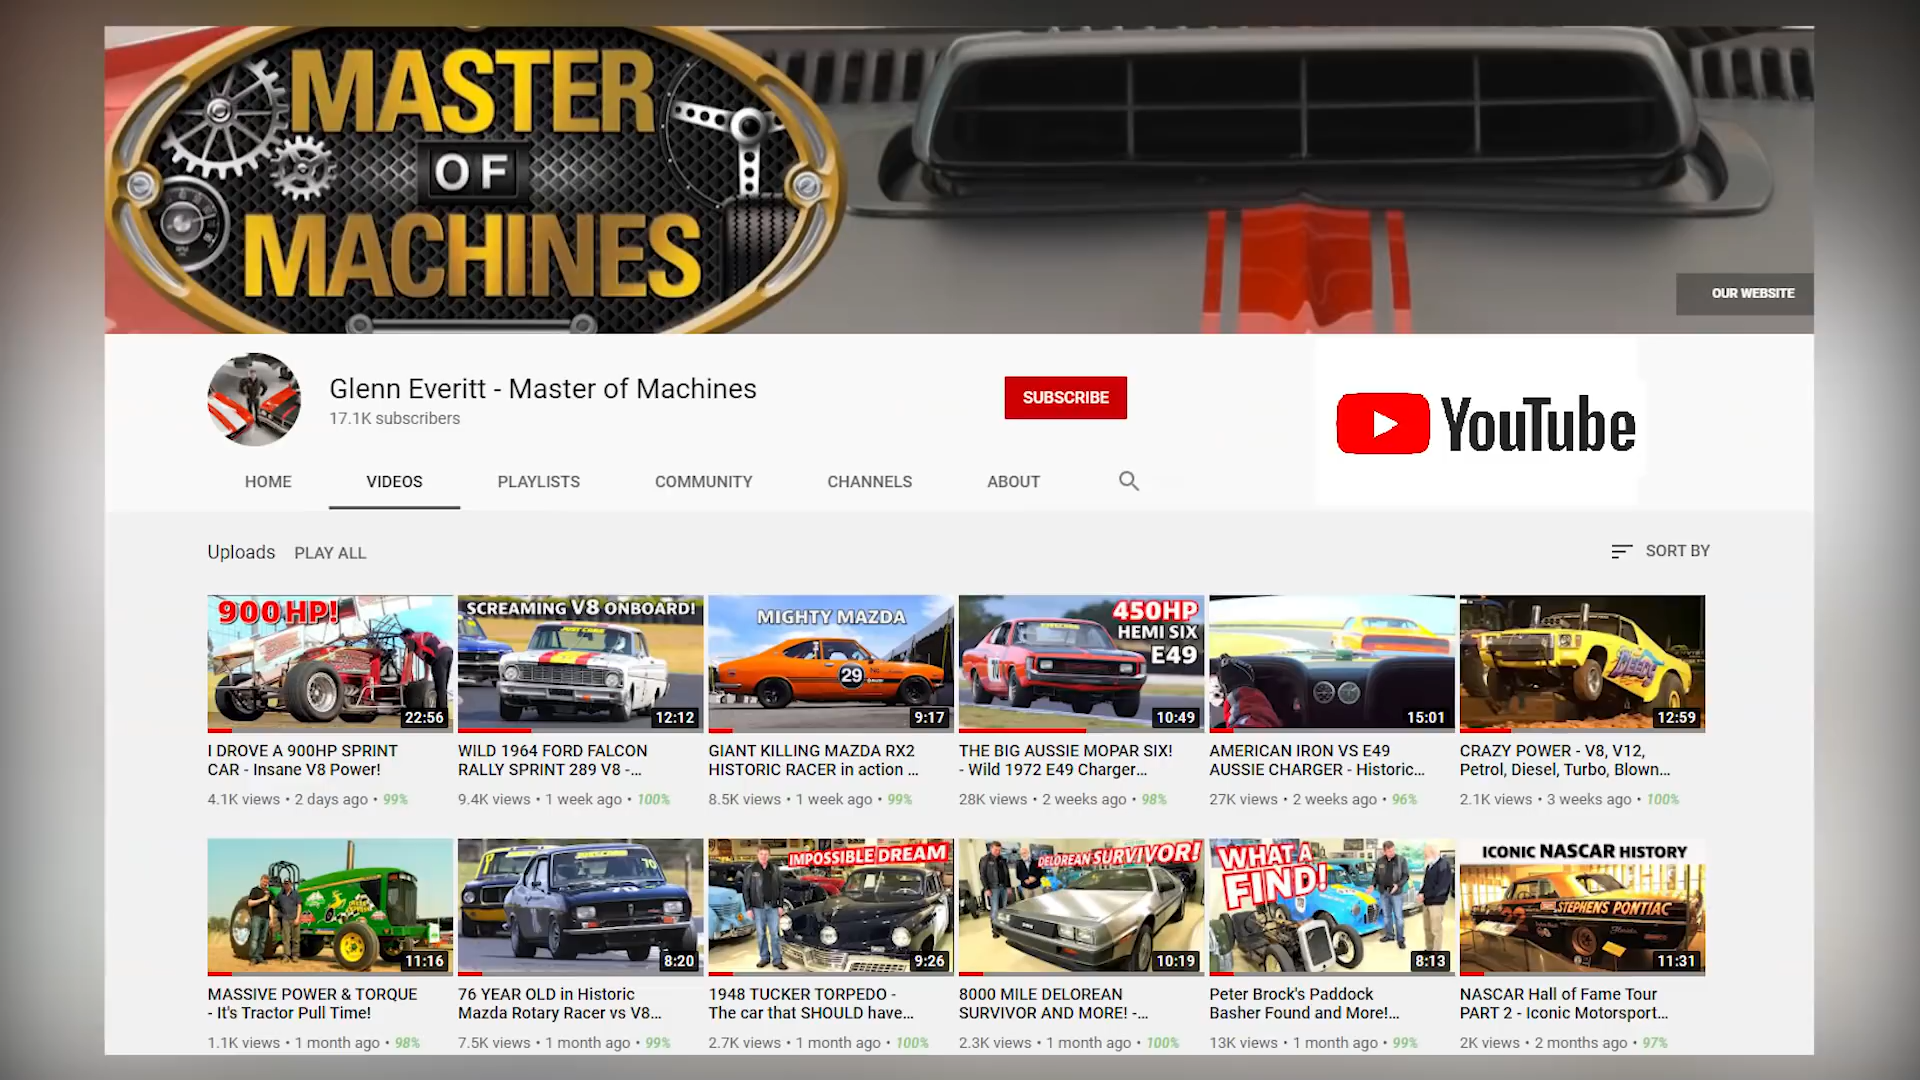 MASTER
OF
MACHINES
OUR WEBSITE
Glenn Everitt - Master of Machines
17.1K subscribers
SUBSCRIBE
YouTube
HOME VIDEOS PLAYLISTS COMMUNITY CHANNELS ABOUT
Uploads PLAY ALL
SORT BY
900HP!
22:56
SCREAMING V8 ONBOARD!
12:12
MIGHTY MAZDA
29
9:17
450HP
HEMI SIX
E49
10:49
15:01
12:59
I DROVE A 900HP SPRINT
CAR - Insane V8 Power!
4.1K views • 2 days ago • 99%
WILD 1964 FORD FALCON
RALLY SPRINT 289 V8 -...
9.4K views • 1 week ago • 100%
GIANT KILLING MAZDA RX2
HISTORIC RACER in action ...
8.5K views • 1 week ago • 99%
THE BIG AUSSIE MOPAR SIX!
- Wild 1972 E49 Charger...
28K views • 2 weeks ago • 98%
AMERICAN IRON VS E49
AUSSIE CHARGER - Historic...
27K views • 2 weeks ago • 96%
CRAZY POWER - V8, V12,
Petrol, Diesel, Turbo, Blown...
2.1K views • 3 weeks ago • 100%
11:16
70
8:20
IMPOSSIBLE DREAM
9:26
DELOREAN SURVIVOR!
10:19
WHAT A
FIND!
8:13
ICONIC NASCAR HISTORY
STEPHENS PONTIAC
11:31
MASSIVE POWER & TORQUE
- It's Tractor Pull Time!
1.1K views • 1 month ago • 98%
76 YEAR OLD in Historic
Mazda Rotary Racer vs V8...
7.5K views • 1 month ago • 99%
1948 TUCKER TORPEDO -
The car that SHOULD have...
2.7K views • 1 month ago • 100%
8000 MILE DELOREAN
SURVIVOR AND MORE! -...
2.3K views • 1 month ago • 100%
Peter Brock's Paddock
Basher Found and More!...
13K views • 1 month ago • 99%
NASCAR Hall of Fame Tour
PART 2 - Iconic Motorsport...
2K views • 2 months ago • 97%